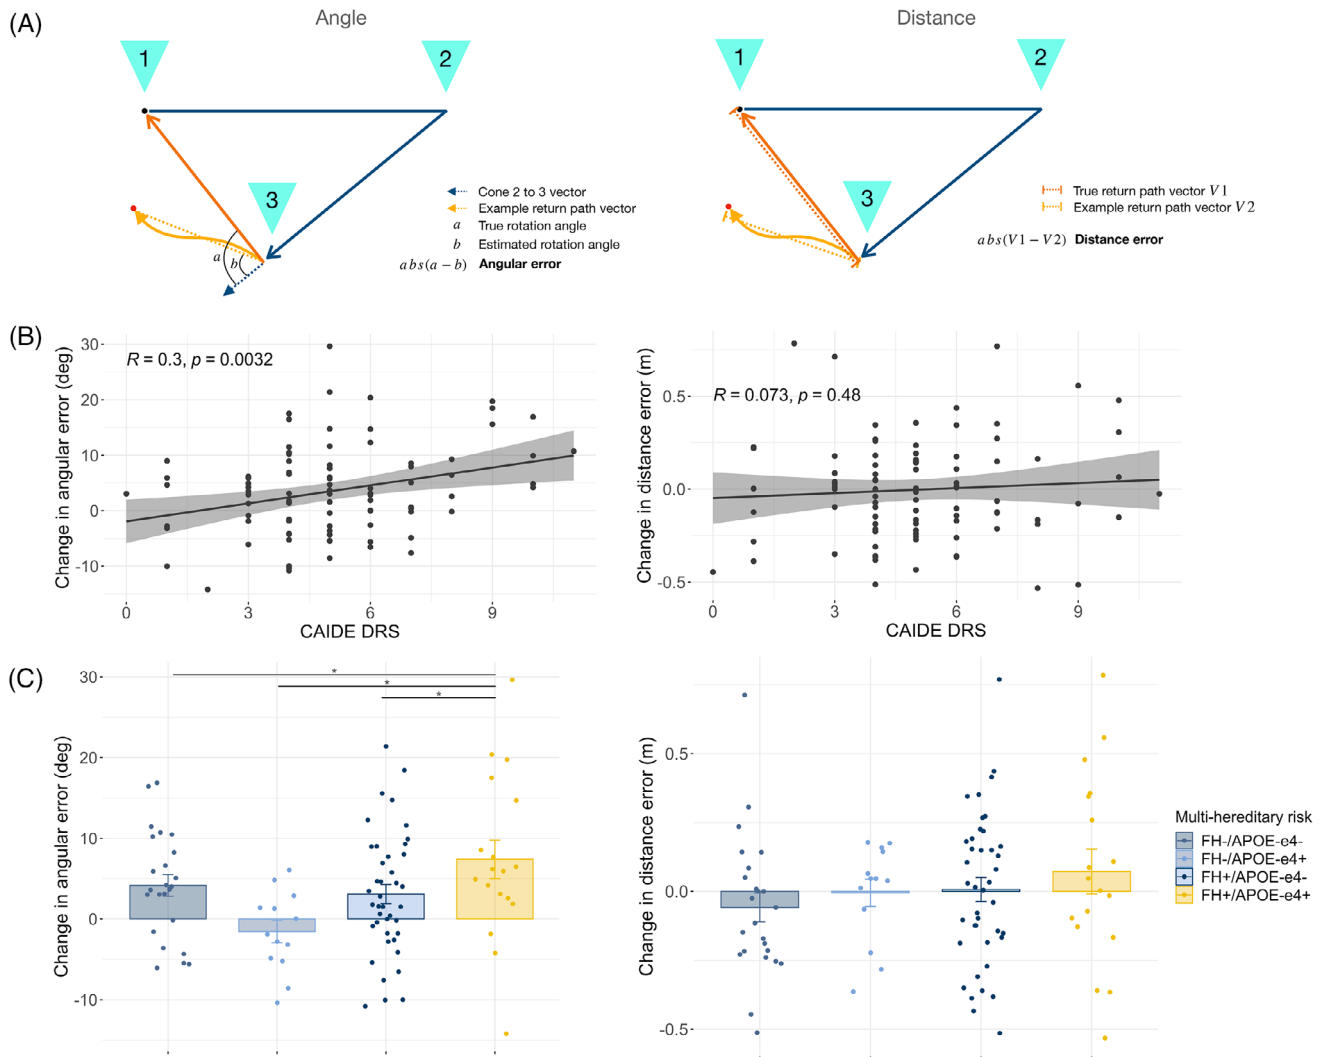 (A)
Angle
Distance
1
2
3
Cone 2 to 3 vector
Example return path vector
a True rotation angle
b Estimated rotation angle
abs(a − b) Angular error
a
b
1
2
3
True return path vector V1
Example return path vector V2
abs(V1 − V2) Distance error
(B)
Change in angular error (deg)
30
20
10
0
-10
R = 0.3, p = 0.0032
0 3 6 9
CAIDE DRS
Change in distance error (m)
0.5
0.0
-0.5
R = 0.073, p = 0.48
0 3 6 9
CAIDE DRS
(C)
Change in angular error (deg)
30
20
10
0
-10
*
*
*
Change in distance error (m)
0.5
0.0
-0.5
Multi-hereditary risk
FH-/APOE-e4-
FH-/APOE-e4+
FH+/APOE-e4-
FH+/APOE-e4+